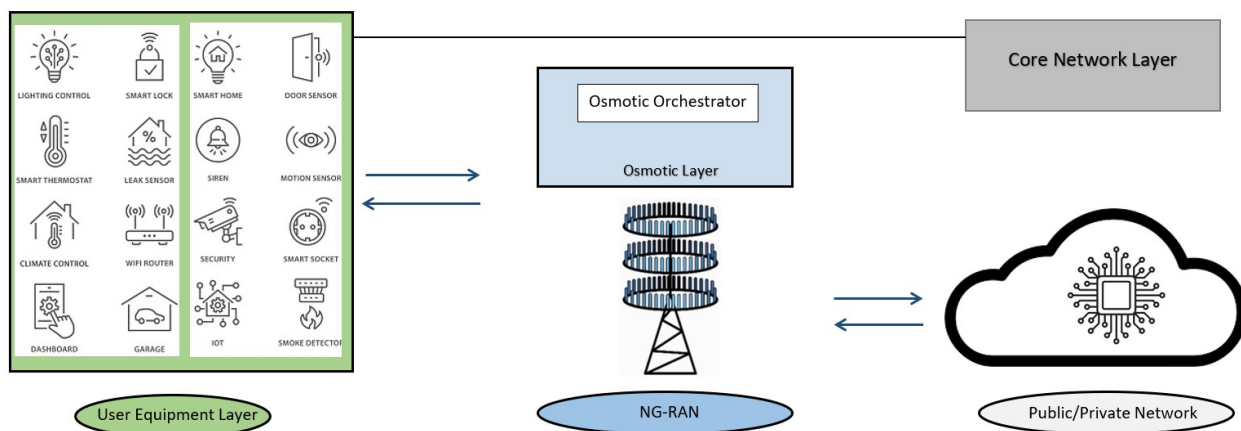 LIGHTING CONTROL SMART LOCK SMART HOME DOOR SENSOR
%
SMART THERMOSTAT LEAK SENSOR SIREN MOTION SENSOR
CLIMATE CONTROL WIFI ROUTER SECURITY SMART SOCKET
DASHBOARD GARAGE IOT SMOKE DETECTOR
User Equipment Layer
Osmotic Orchestrator
Osmotic Layer
NG-RAN
Core Network Layer
Public/Private Network